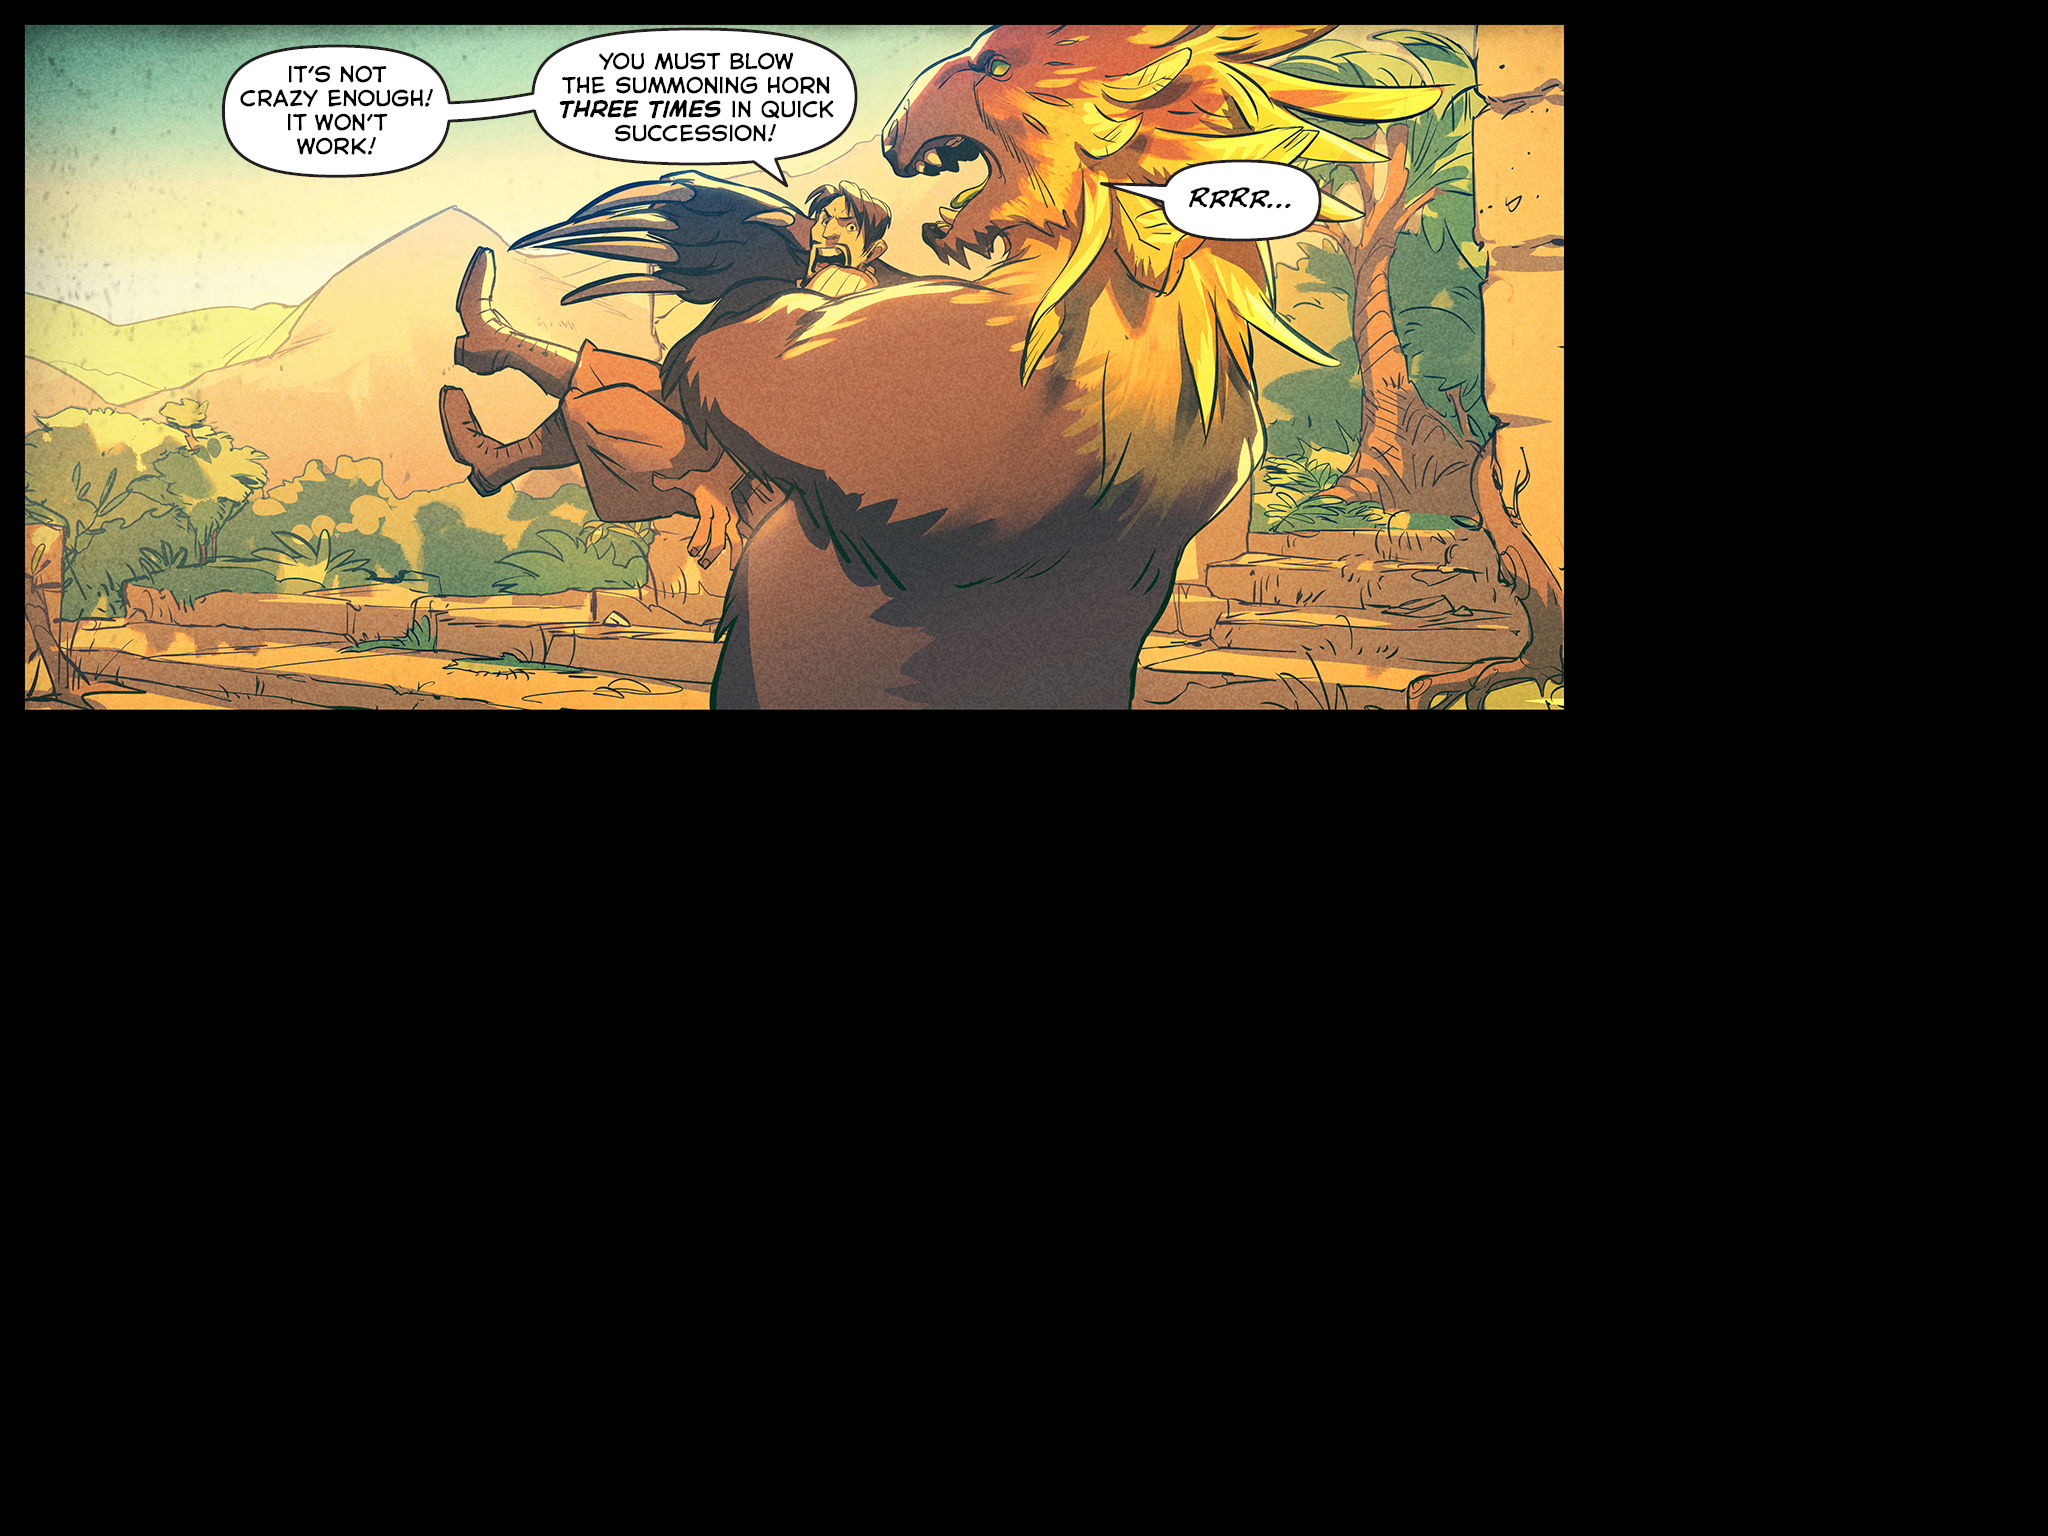 IT'S NOT
CRAZY ENOUGH!
IT WON'T
WORK!
YOU MUST BLOW
THE SUMMONING HORN
THREE TIMES IN QUICK
SUCCESSION!
RRRR...